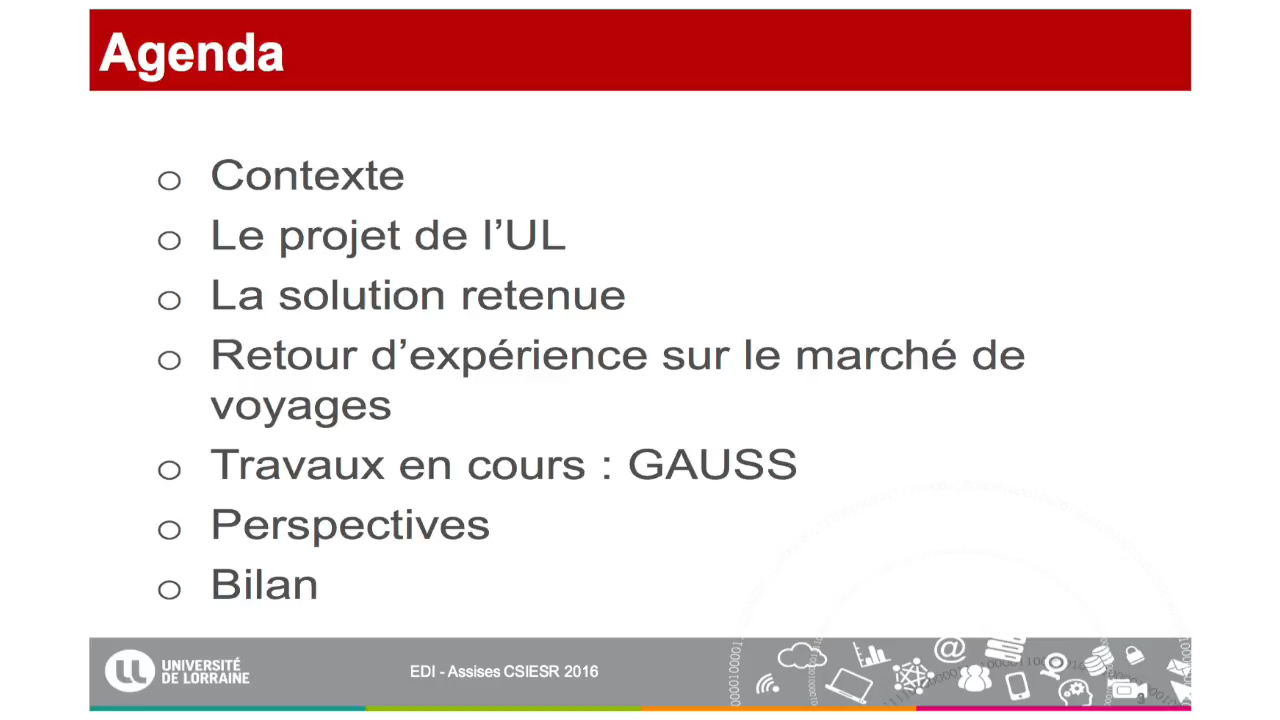 Agenda
o Contexte
o Le projet de l’UL
o La solution retenue
o Retour d’expérience sur le marché de
voyages
o Travaux en cours : GAUSS
o Perspectives
o Bilan
UNIVERSITÉ
DE LORRAINE
EDI - Assises CSIESR 2016
3